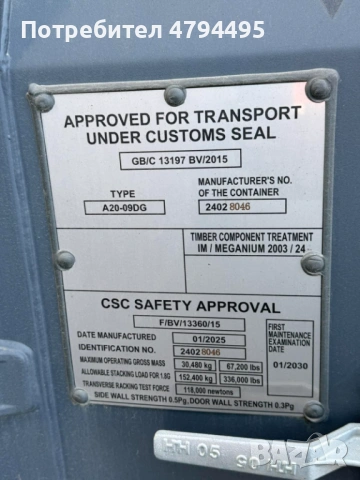 Потребител 4794495
APPROVED FOR TRANSPORT
UNDER CUSTOMS SEAL
GB/C 13197 BV/2015
TYPE
A20-09DG
MANUFACTURER'S NO.
OF THE CONTAINER
2402 8046
TIMBER COMPONENT TREATMENT
IM / MEGANIUM 2003 / 24
CSC SAFETY APPROVAL
F/BV/13360/15
DATE MANUFACTURED 01/2025
IDENTIFICATION NO. 2402 8046
MAXIMUM OPERATING GROSS MASS 30,480 kg 67,200 lbs
ALLOWABLE STACKING LOAD FOR 1.8G 152,400 kg 336,000 lbs
TRANSVERSE RACKING TEST FORCE 118,000 newtons
SIDE WALL STRENGTH 0.5Pg, DOOR WALL STRENGTH 0.3Pg
FIRST
MAINTENANCE
EXAMINATION
DATE
01/2030
HH 05
BAZAR